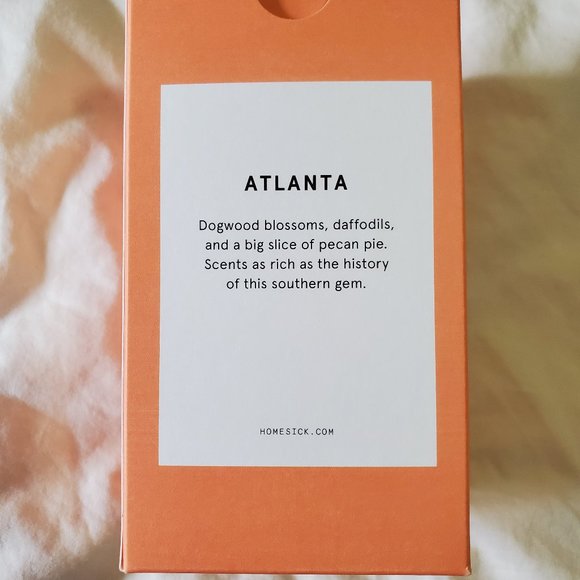 ATLANTA
Dogwood blossoms, daffodils,
and a big slice of pecan pie.
Scents as rich as the history
of this southern gem.
HOMESICK.COM